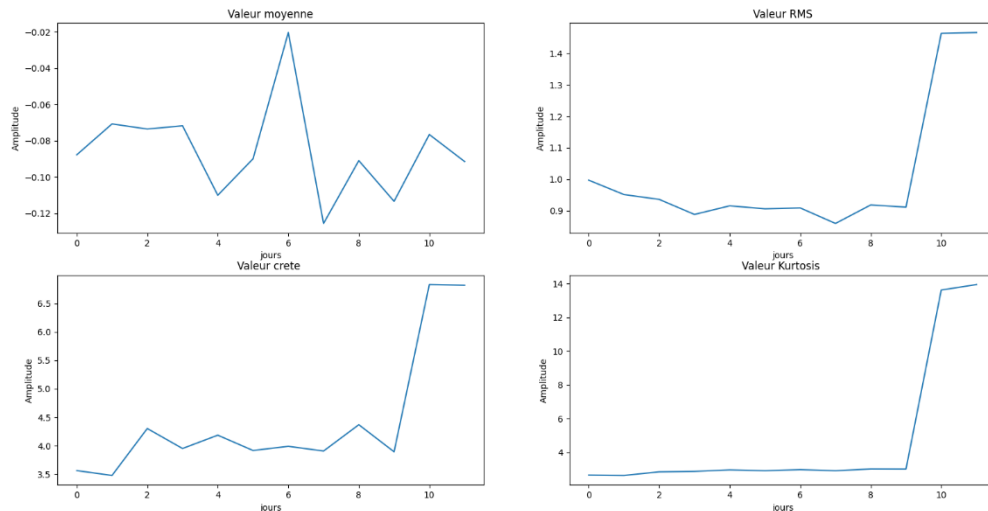 Valeur moyenne
−0.02
−0.04
−0.06
−0.08
−0.10
−0.12
Amplitude
0 2 4 6 8 10
jours
Valeur RMS
1.4
1.3
1.2
1.1
1.0
0.9
Amplitude
0 2 4 6 8 10
jours
Valeur crete
6.5
6.0
5.5
5.0
4.5
4.0
3.5
Amplitude
0 2 4 6 8 10
jours
Valeur Kurtosis
14
12
10
8
6
4
Amplitude
0 2 4 6 8 10
jours